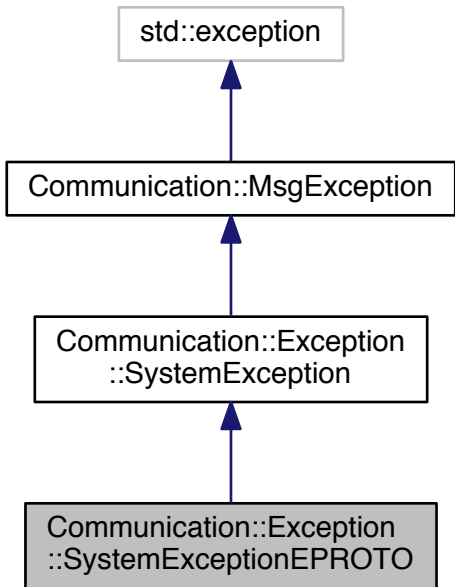 std::exception
Communication::MsgException
Communication::Exception
::SystemException
Communication::Exception
::SystemExceptionEPROTO